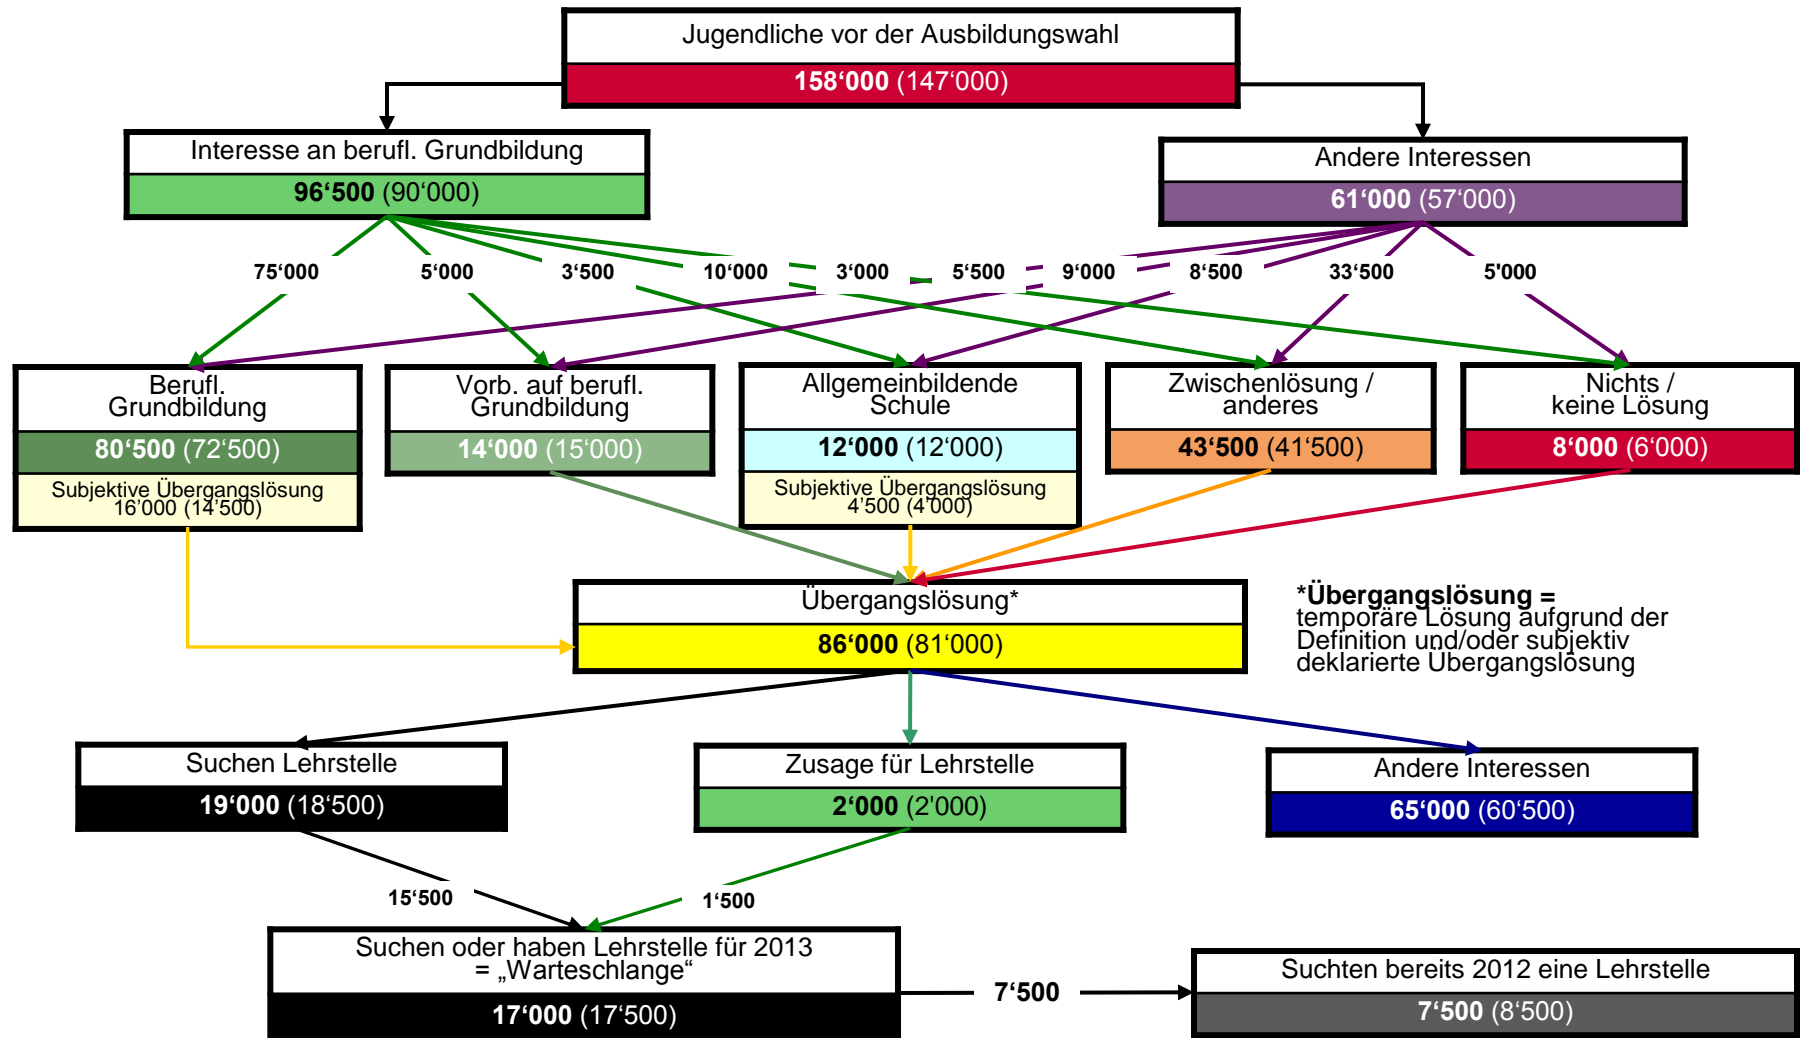 Jugendliche vor der Ausbildungswahl
158‘000 (147‘000)
Interesse an berufl. Grundbildung
96‘500 (90‘000)
Andere Interessen
61‘000 (57‘000)
75‘000
5‘000
3‘500
10‘000
3‘000
5‘500
9‘000
8‘500
33‘500
5'000
Berufl.
Grundbildung
80‘500 (72‘500)
Subjektive Übergangslösung
16’000 (14’500)
Vorb. auf berufl.
Grundbildung
14‘000 (15‘000)
Allgemeinbildende
Schule
12‘000 (12‘000)
Subjektive Übergangslösung
4’500 (4’000)
Zwischenlösung /
anderes
43‘500 (41‘500)
Nichts /
keine Lösung
8‘000 (6‘000)
Übergangslösung*
86‘000 (81‘000)
*Übergangslösung =
temporäre Lösung aufgrund der
Definition und/oder subjektiv
deklarierte Übergangslösung
Suchen Lehrstelle
19‘000 (18‘500)
Zusage für Lehrstelle
2‘000 (2'000)
Andere Interessen
65‘000 (60‘500)
15‘500
1‘500
Suchen oder haben Lehrstelle für 2013
= „Warteschlange“
17‘000 (17‘500)
7‘500
Suchten bereits 2012 eine Lehrstelle
7‘500 (8‘500)